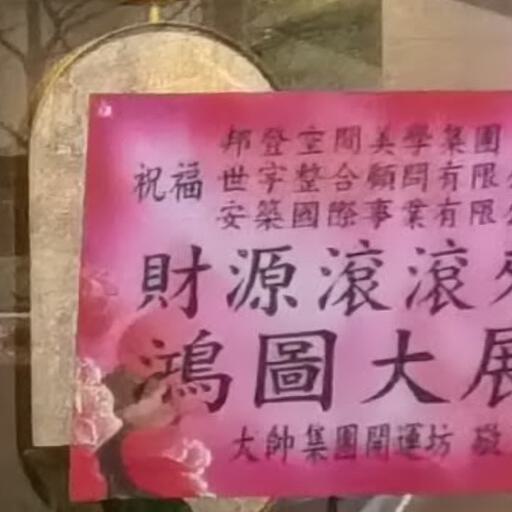 邦登空間美學集團
祝福 世字整合顧問有限
安築國際事業有限
財源滾滾
鴻圖大展
大帥集團開運坊 敬